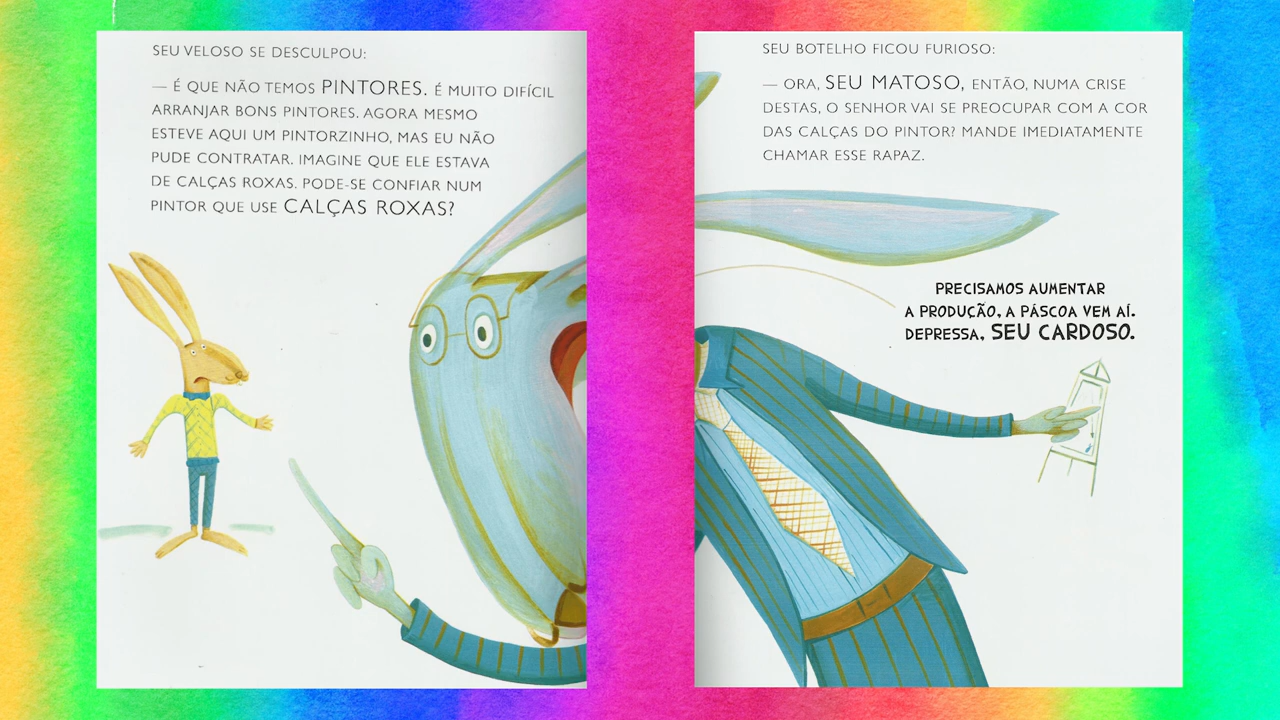 SEU VELOSO SE DESCULPOU:
— É QUE NÃO TEMOS PINTORES. É MUITO DIFÍCIL
ARRANJAR BONS PINTORES. AGORA MESMO
ESTEVE AQUI UM PINTORZINHO, MAS EU NÃO
PUDE CONTRATAR. IMAGINE QUE ELE ESTAVA
DE CALÇAS ROXAS. PODE-SE CONFIAR NUM
PINTOR QUE USE CALÇAS ROXAS?
SEU BOTELHO FICOU FURIOSO:
— ORA, SEU MATOSO, ENTÃO, NUMA CRISE
DESTAS, O SENHOR VAI SE PREOCUPAR COM A COR
DAS CALÇAS DO PINTOR? MANDE IMEDIATAMENTE
CHAMAR ESSE RAPAZ.
PRECISAMOS AUMENTAR
A PRODUÇÃO, A PÁSCOA VEM AÍ.
DEPRESSA, SEU CARDOSO.